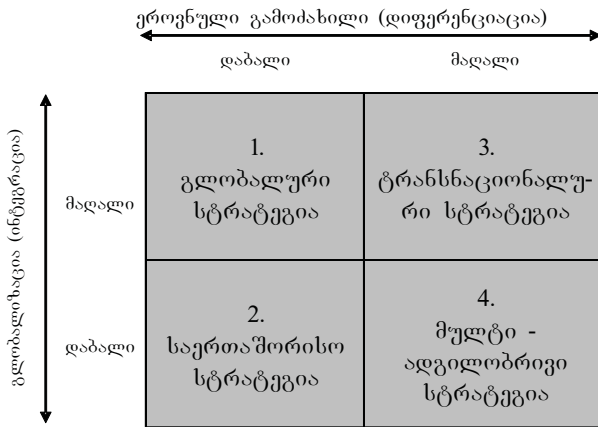 ეროვნული გამოძახილი (დიფერენციაცია)
დაბალი
მაღალი
გლობალიზაცია (ინტეგრაცია)
მაღალი
1.
გლობალური
სტრატეგია
3.
ტრანსნაციონალუ-
რი სტრატეგია
დაბალი
2.
საერთაშორისო
სტრატეგია
4.
მულტი -
ადგილობრივი
სტრატეგია